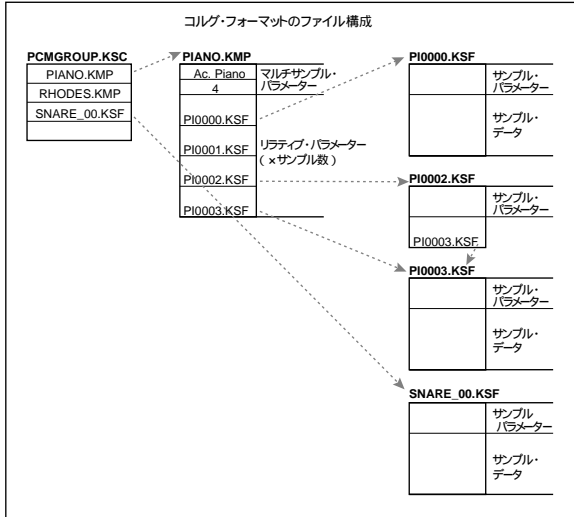 コルグ・フォーマットのファイル構成
PCMGROUP.KSC
PIANO.KMP
RHODES.KMP
SNARE_00.KSF
PIANO.KMP
Ac. Piano
4
マルチサンプル・
パラメーター
PI0000.KSF
PI0001.KSF
PI0002.KSF
PI0003.KSF
リラティブ・パラメーター
(×サンプル数)
PI0000.KSF
サンプル・
パラメーター
サンプル・
データ
PI0002.KSF
サンプル・
パラメーター
PI0003.KSF
PI0003.KSF
サンプル・
パラメーター
サンプル・
データ
SNARE_00.KSF
サンプル
パラメーター
サンプル・
データ